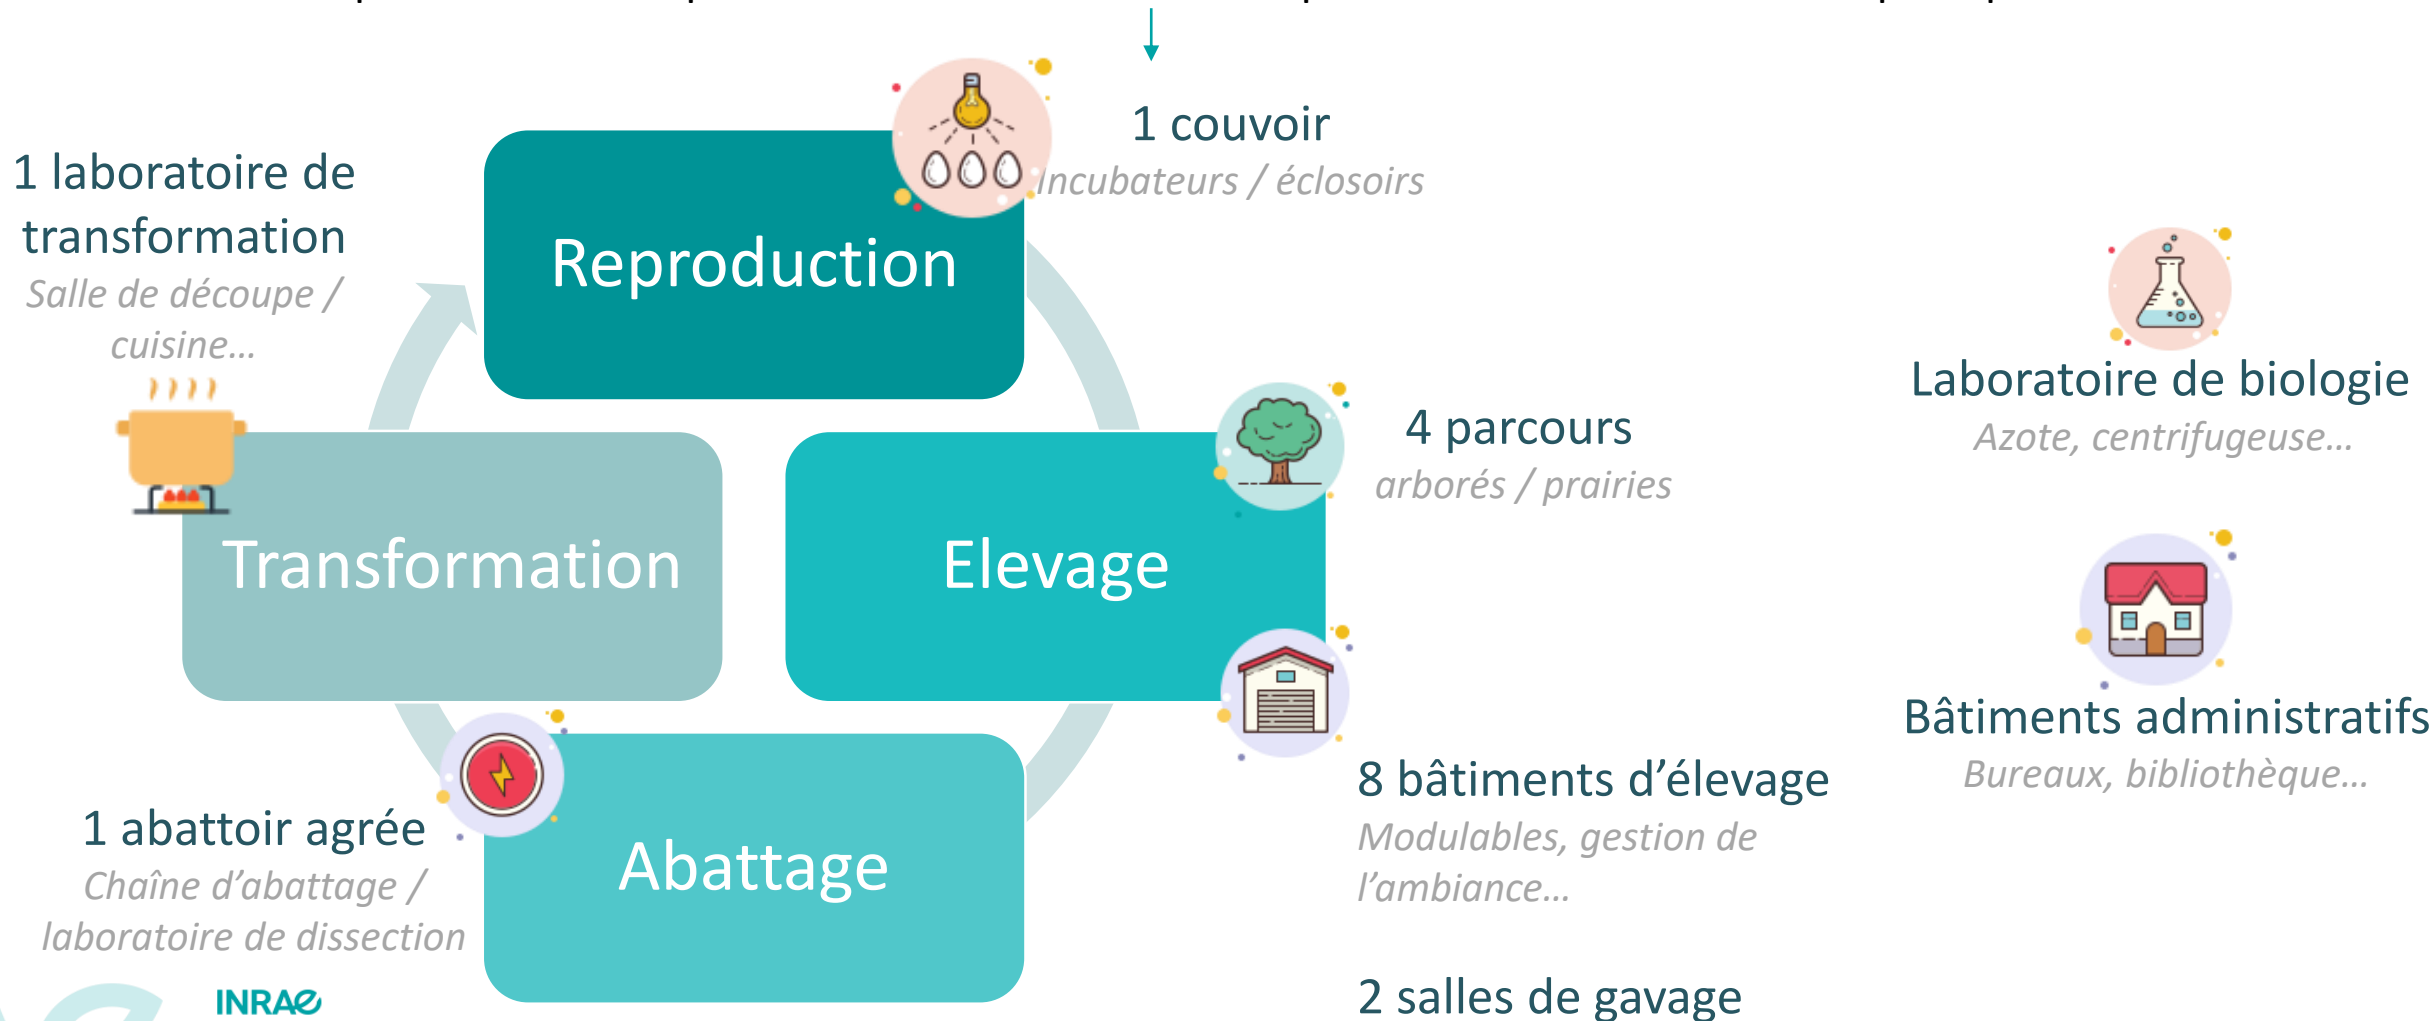 1 couvoir
Incubateurs / éclosoirs
1 laboratoire de
transformation
Salle de découpe /
cuisine…
Reproduction
Laboratoire de biologie
Azote, centrifugeuse…
4 parcours
arborés / prairies
Transformation
Elevage
Bâtiments administratifs
Bureaux, bibliothèque…
8 bâtiments d’élevage
Modulables, gestion de
l’ambiance…
1 abattoir agrée
Chaîne d’abattage /
laboratoire de dissection
Abattage
2 salles de gavage
INRAE